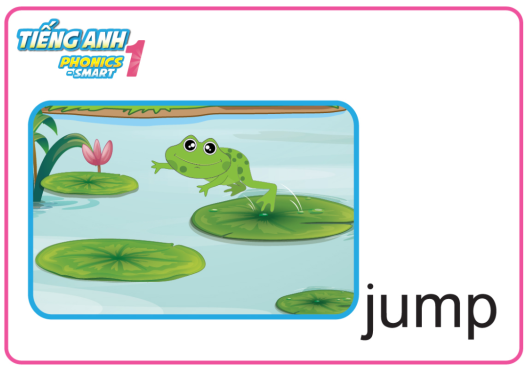 TIẾNG ANH 1
PHONICS
-SMART
jump